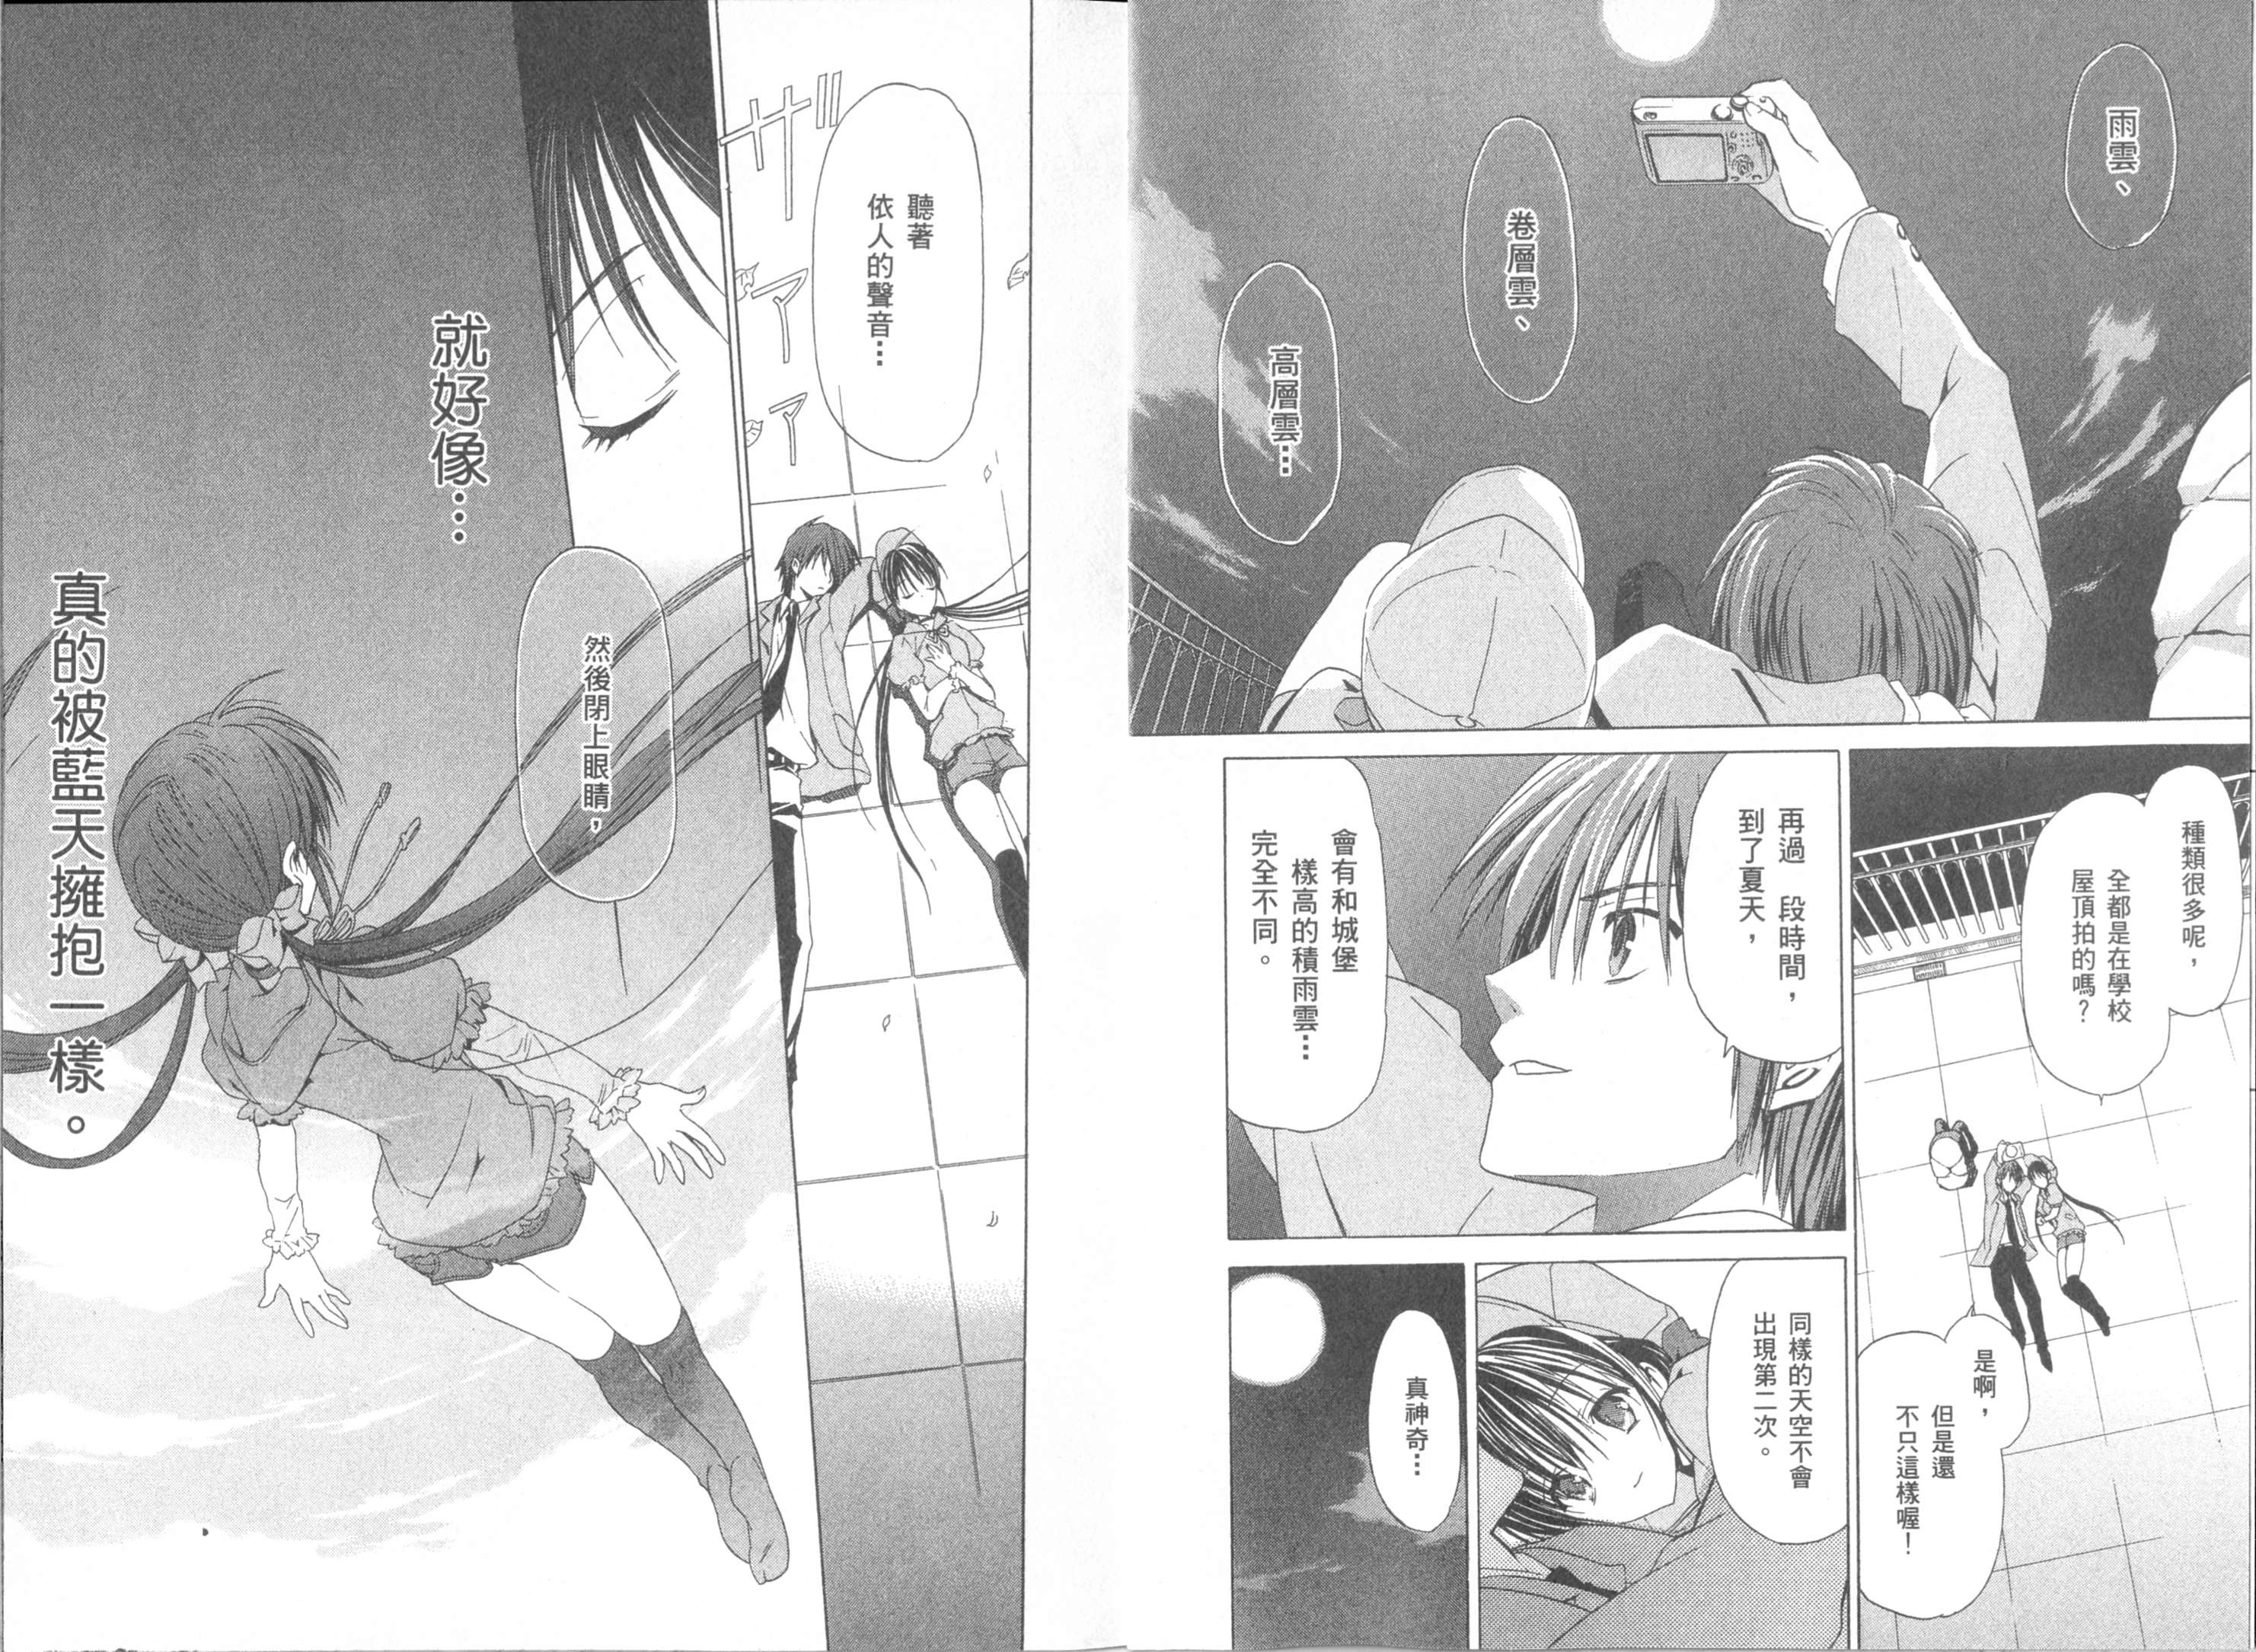 雨雲、
卷層雲、
高層雲…
種類很多呢，
全都是在學校
屋頂拍的嗎？
是啊，
但是還
不只這樣喔！
再過　段時間，
到了夏天，
會有和城堡
樣高的積雨雲…
完全不同。
同樣的天空不會
出現第二次。
真神奇…
ザァァ
聽著
依人的聲音…
然後閉上眼睛，
就好像…
真的被藍天擁抱一樣。